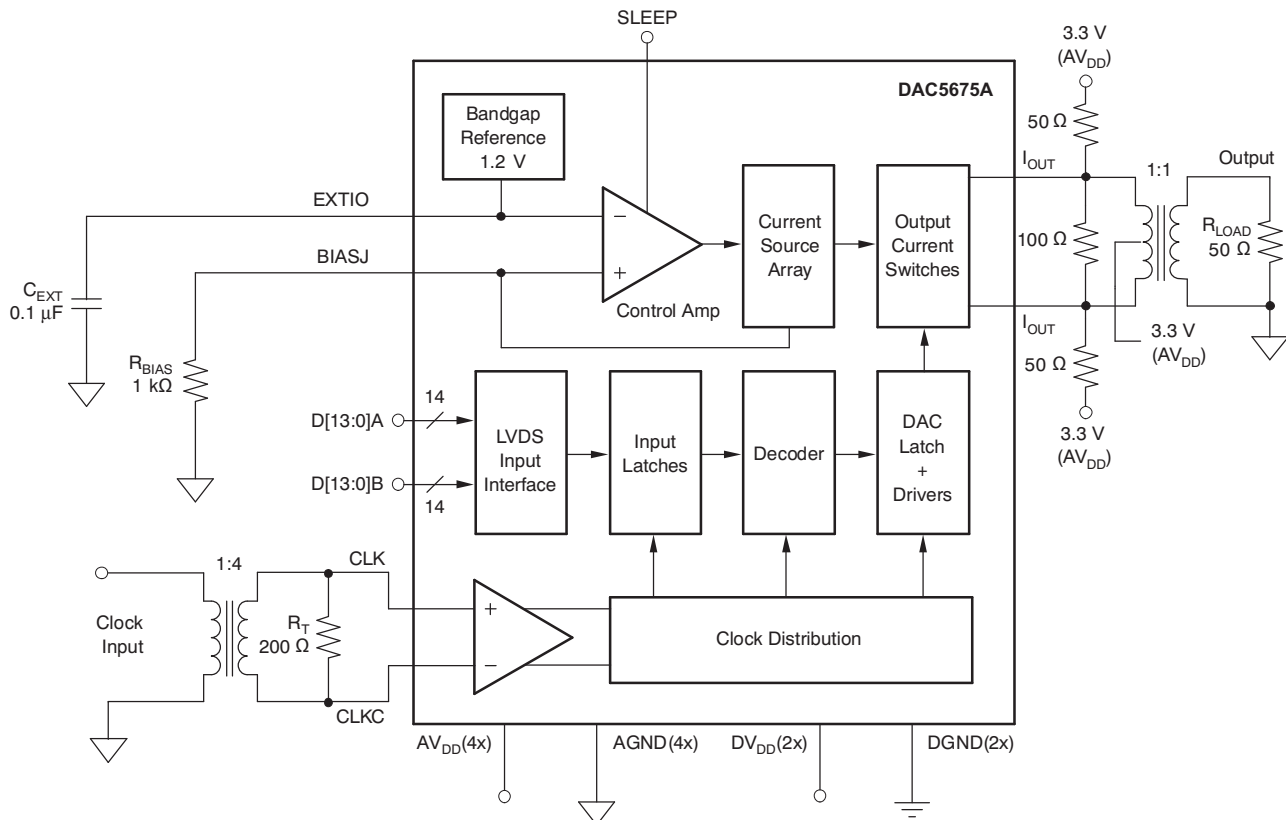 SLEEP
DAC5675A
Bandgap
Reference
1.2 V
EXTIO
BIASJ
−
+
Control Amp
Current
Source
Array
Output
Current
Switches
3.3 V
(AVDD)
50 Ω
IOUT
1:1
Output
100 Ω
RLOAD
50 Ω
IOUT
3.3 V
(AVDD)
50 Ω
3.3 V
(AVDD)
CEXT
0.1 µF
RBIAS
1 kΩ
D[13:0]A
14
D[13:0]B
14
LVDS
Input
Interface
Input
Latches
Decoder
DAC
Latch
+
Drivers
1:4
CLK
Clock
Input
RT
200 Ω
CLKC
+
−
Clock Distribution
AVDD(4x)
AGND(4x)
DVDD(2x)
DGND(2x)